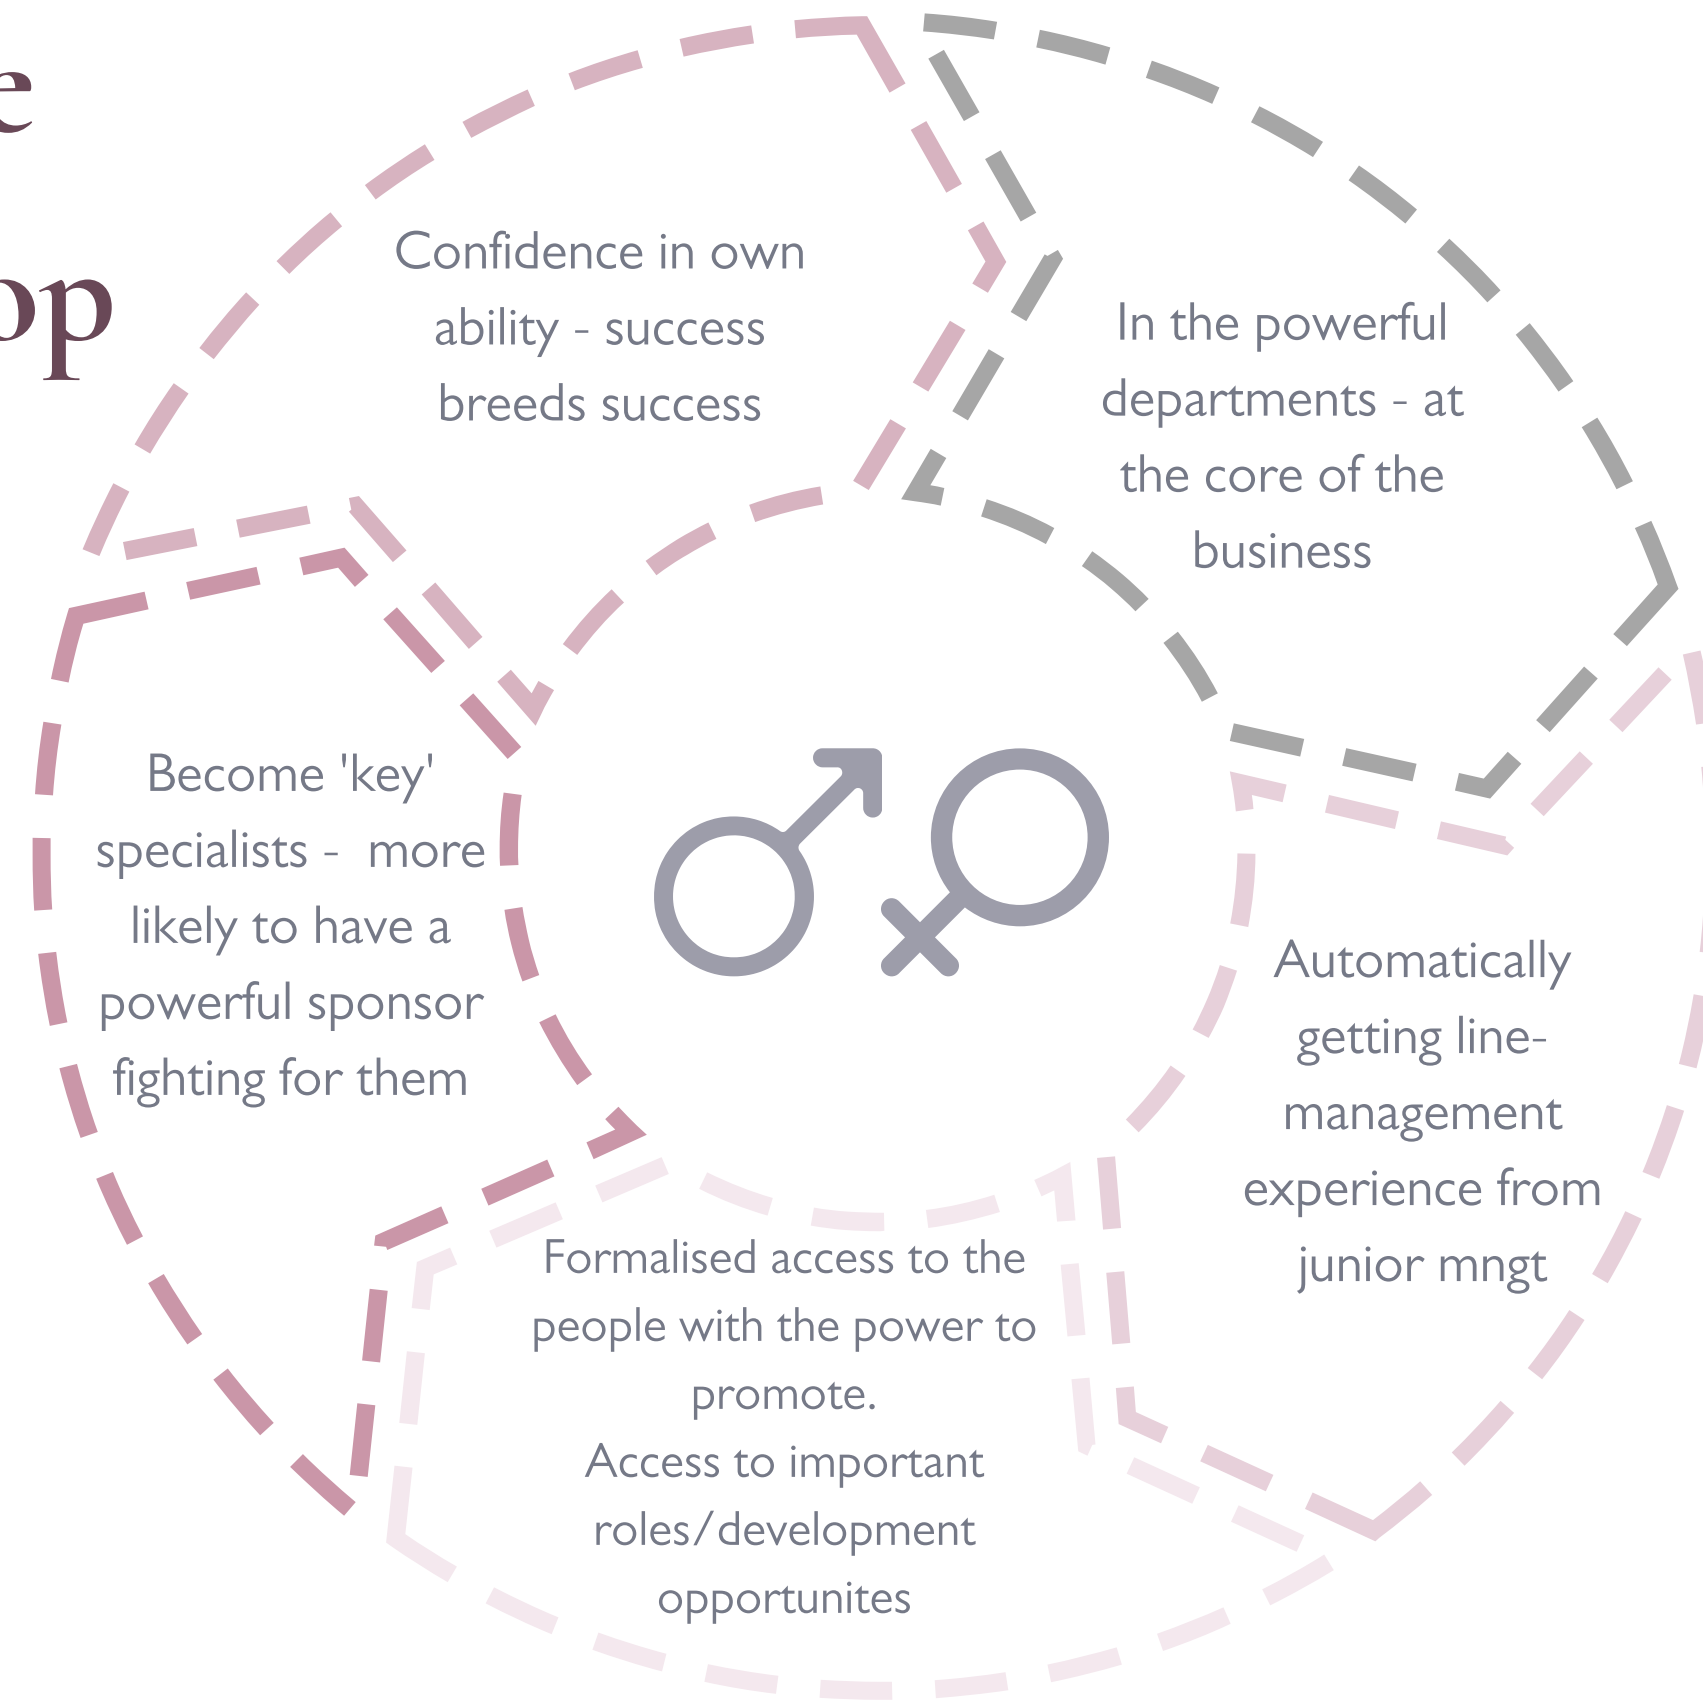 e
op
Confidence in own
ability - success
breeds success
In the powerful
departments - at
the core of the
business
Automatically
getting line-
management
experience from
junior mngt
Formalised access to the
people with the power to
promote.
Access to important
roles/development
opportunites
Become 'key'
specialists -  more
likely to have a
powerful sponsor
fighting for them